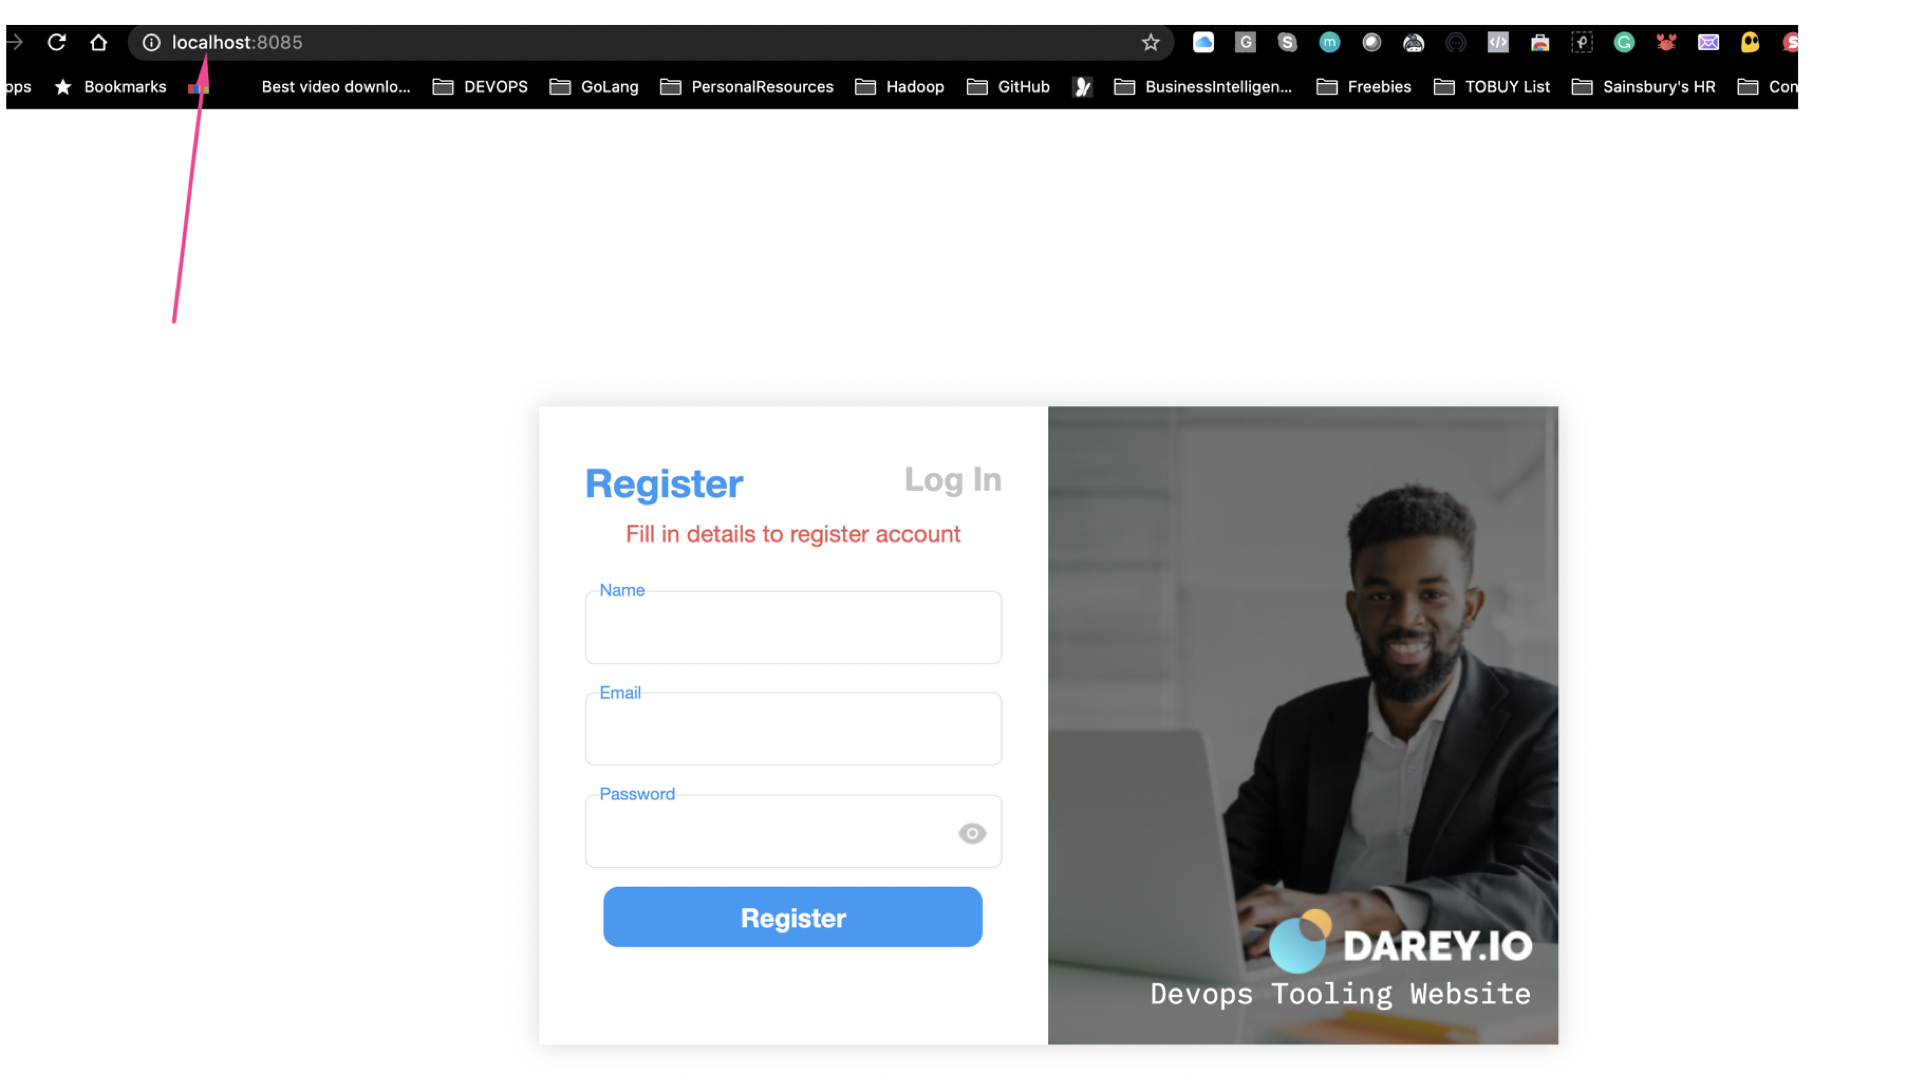 localhost:8085
ops Bookmarks Best video downlo... DEVOPS GoLang PersonalResources Hadoop GitHub BusinessIntelligen... Freebies TOBUY List Sainsbury's HR Con
Register Log In
Fill in details to register account
Name
Email
Password
Register
DAREY.IO
Devops Tooling Website